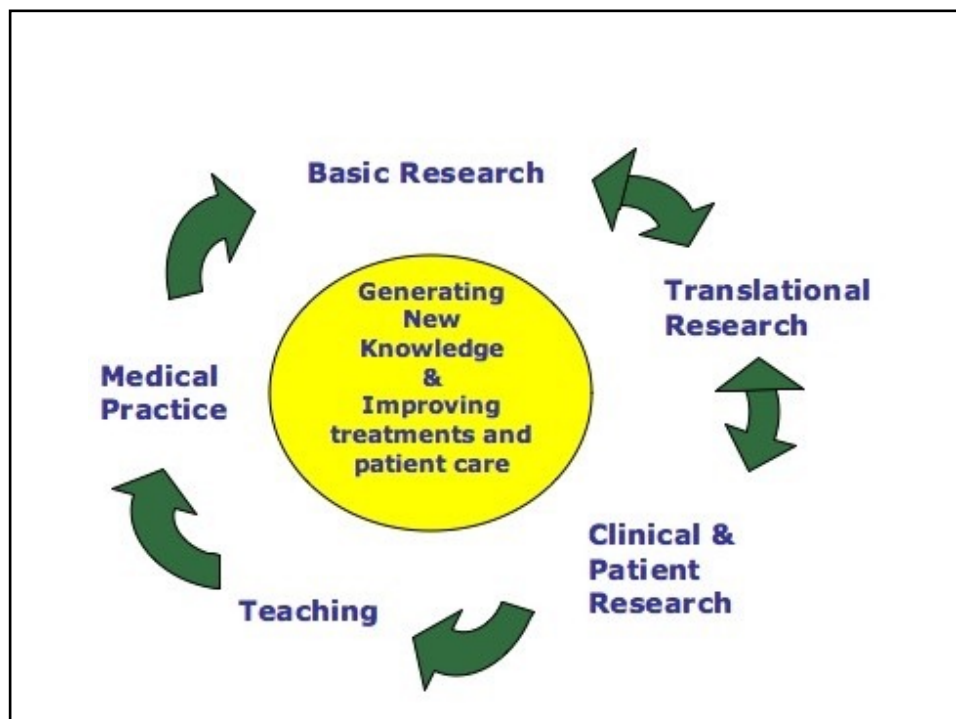 Basic Research
Generating
New
Knowledge
&
Improving
treatments and
patient care
Translational
Research
Medical
Practice
Clinical &
Patient
Research
Teaching